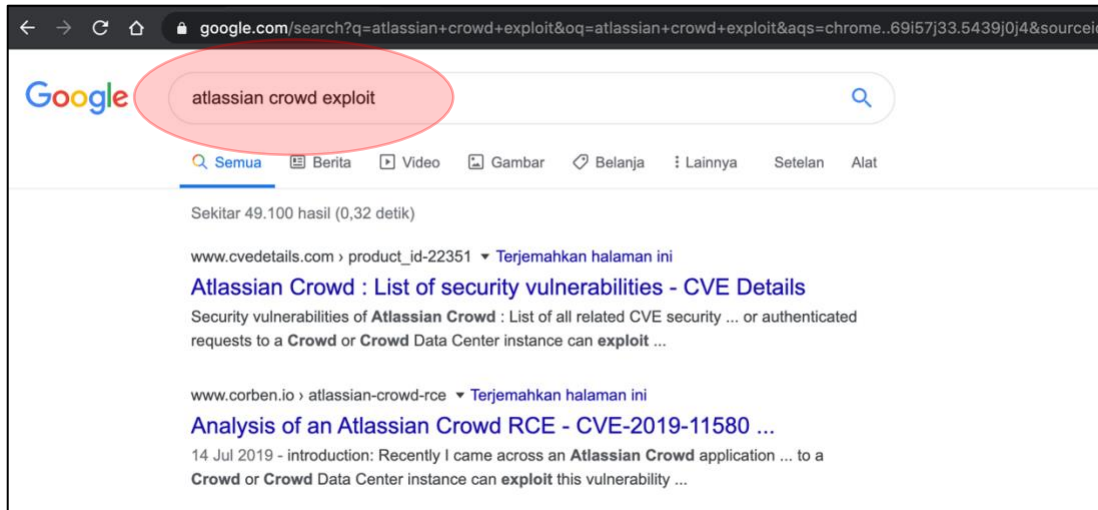 google.com/search?q=atlassian+crowd+exploit&oq=atlassian+crowd+exploit&aqs=chrome..69i57j33.5439j0j4&sourceid
Google
atlassian crowd exploit
Semua Berita Video Gambar Belanja Lainnya Setelan Alat
Sekitar 49.100 hasil (0,32 detik)
www.cvedetails.com › product_id-22351 ▾ Terjemahkan halaman ini
Atlassian Crowd : List of security vulnerabilities - CVE Details
Security vulnerabilities of Atlassian Crowd : List of all related CVE security ... or authenticated
requests to a Crowd or Crowd Data Center instance can exploit ...
www.corben.io › atlassian-crowd-rce ▾ Terjemahkan halaman ini
Analysis of an Atlassian Crowd RCE - CVE-2019-11580 ...
14 Jul 2019 - introduction: Recently I came across an Atlassian Crowd application ... to a
Crowd or Crowd Data Center instance can exploit this vulnerability ...